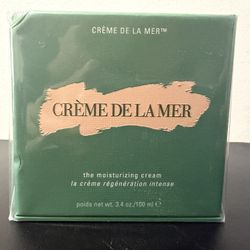 CRÈME DE LA MER™
CRÈME DE LA MER
the moisturizing cream
la crème régénération intense
poids net wt. 3.4 oz./100 ml ℮